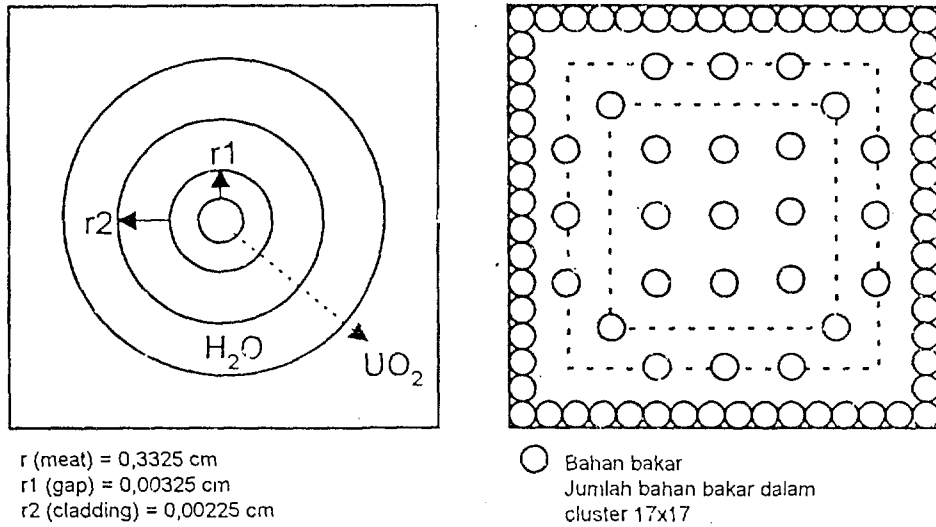 r1
r2
H₂O
UO₂
r (meat) = 0,3325 cm
r1 (gap) = 0,00325 cm
r2 (cladding) = 0,00225 cm
Bahan bakar
Jumlah bahan bakar dalam
cluster 17x17